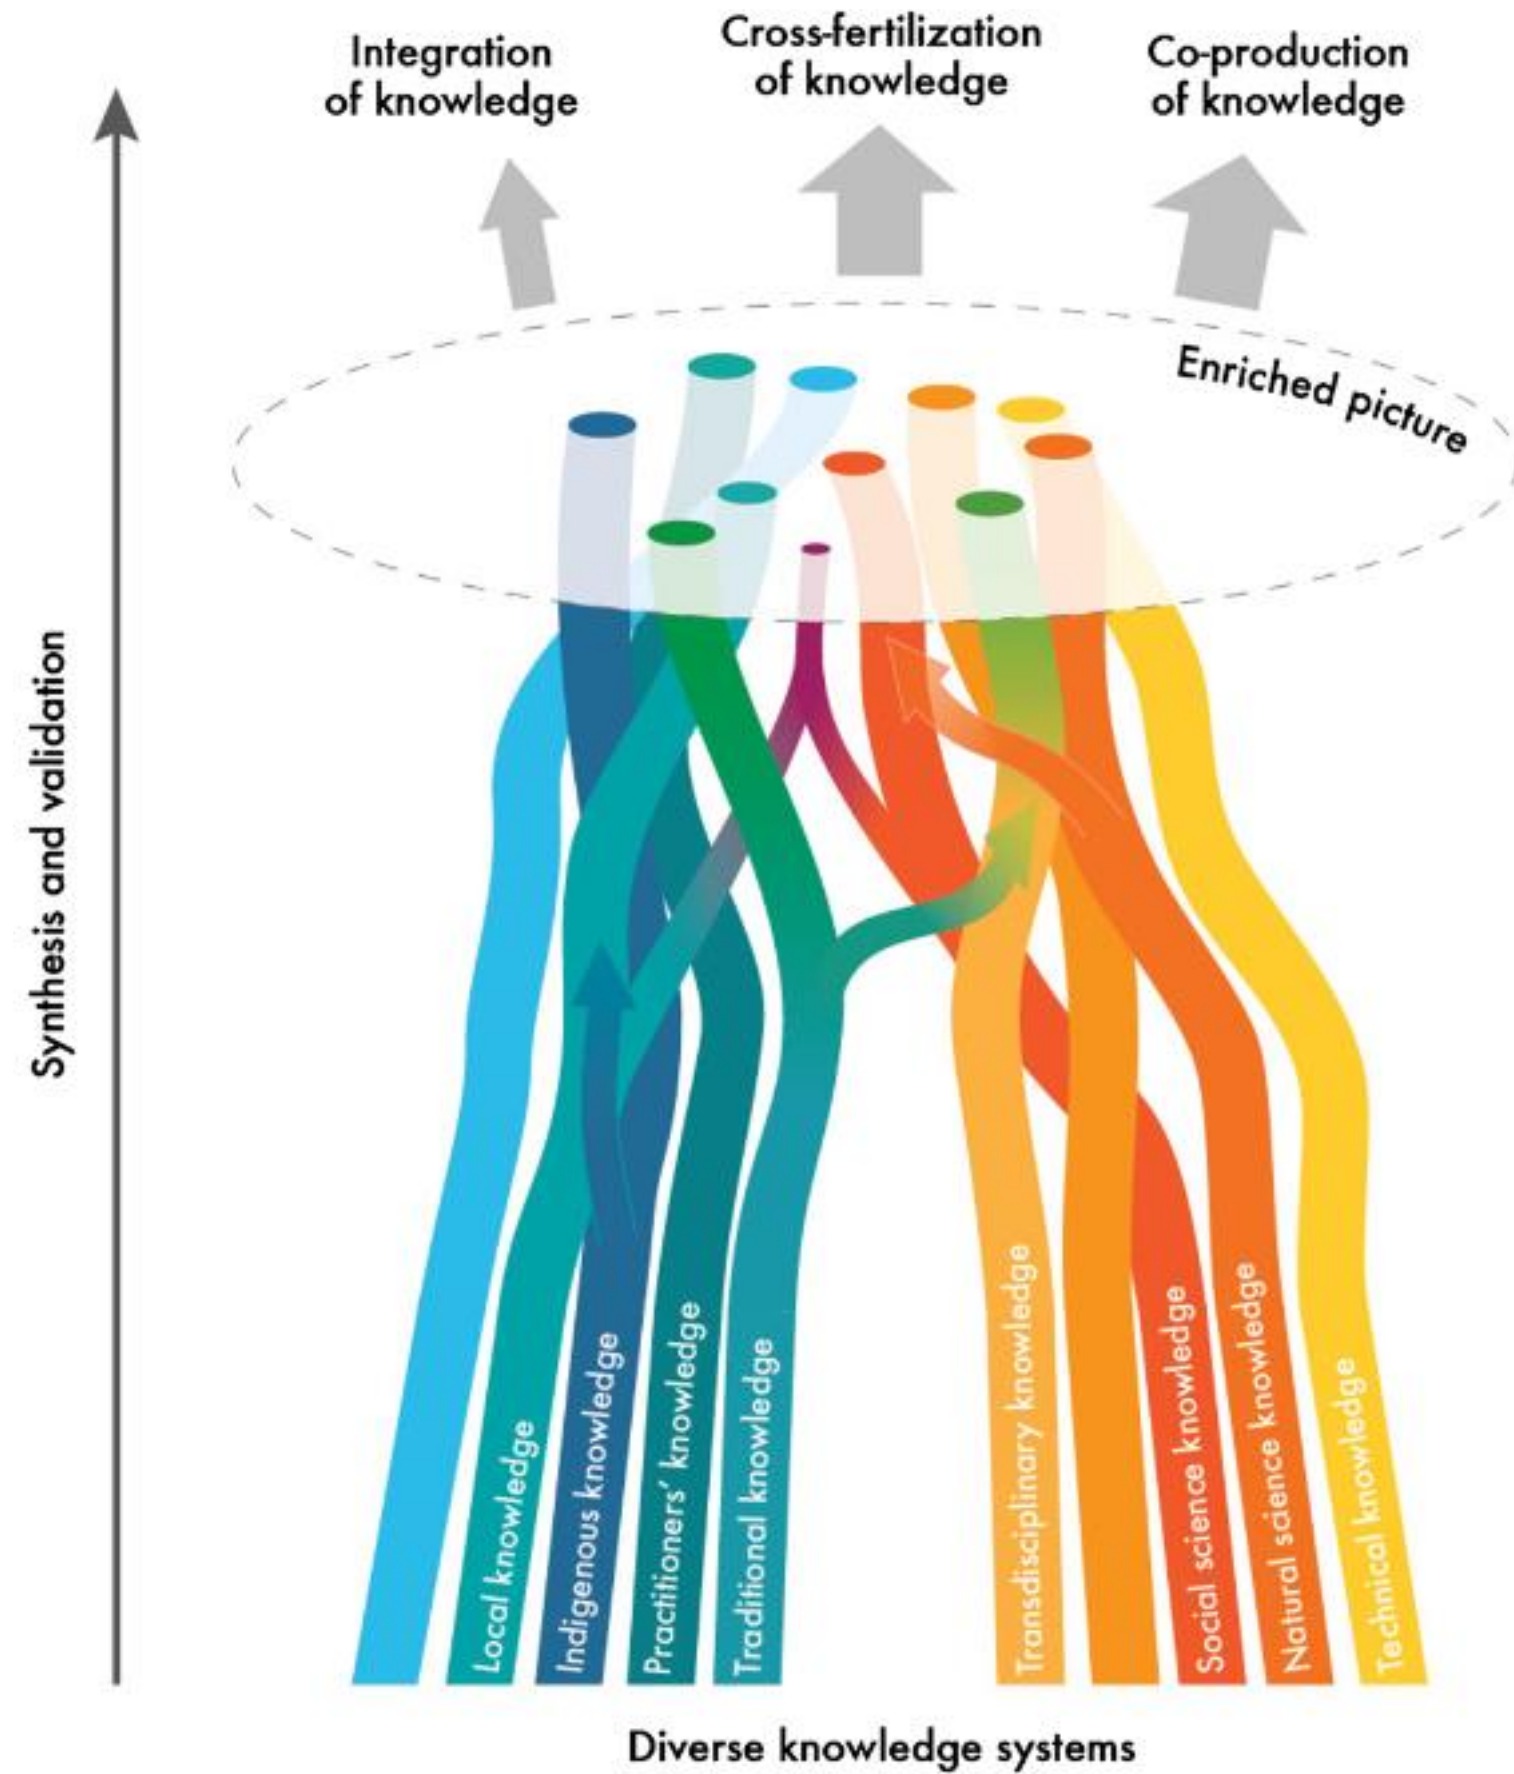 Integration
of knowledge
Cross-fertilization
of knowledge
Co-production
of knowledge
Enriched picture
Synthesis and validation
Local knowledge
Indigenous knowledge
Practitioners’ knowledge
Traditional knowledge
Transdisciplinary knowledge
Social science knowledge
Natural science knowledge
Technical knowledge
Diverse knowledge systems